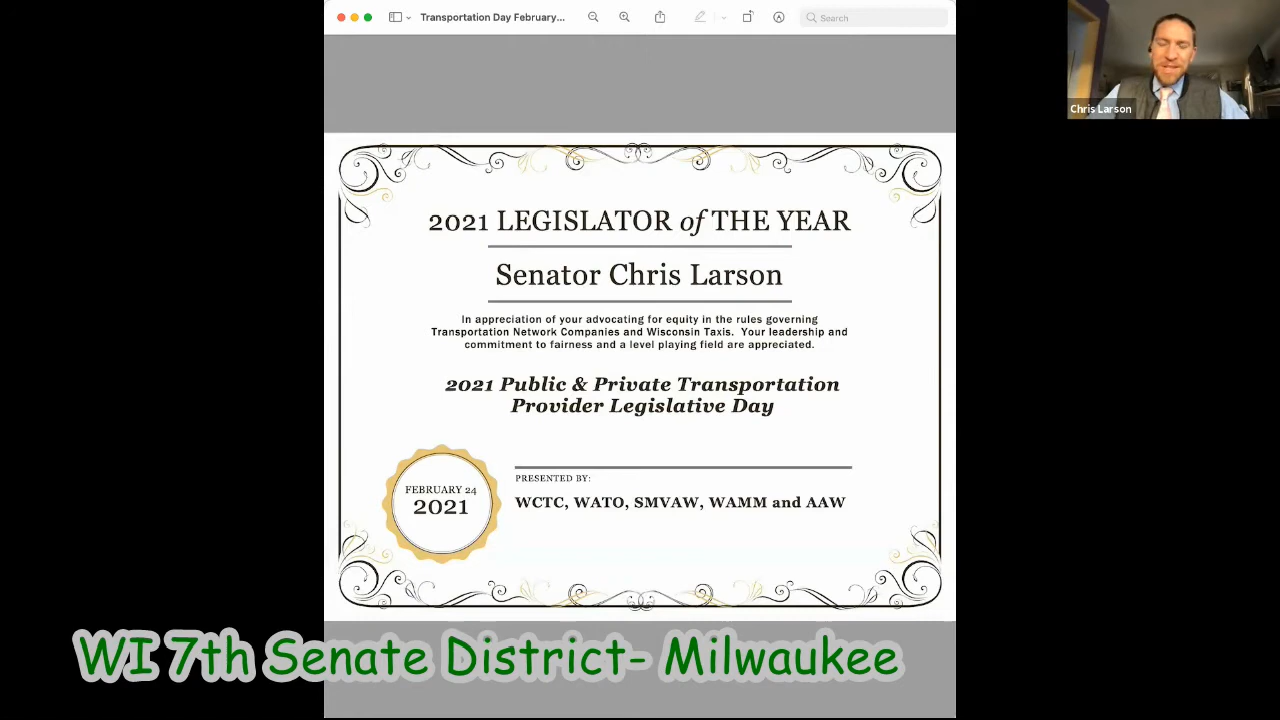 Transportation Day February...
Search
Chris Larson
2021 LEGISLATOR of THE YEAR
Senator Chris Larson
In appreciation of your advocating for equity in the rules governing
Transportation Network Companies and Wisconsin Taxis. Your leadership and
commitment to fairness and a level playing field are appreciated.
2021 Public & Private Transportation
Provider Legislative Day
FEBRUARY 24
2021
PRESENTED BY:
WCTC, WATO, SMVAW, WAMM and AAW
WI 7th Senate District- Milwaukee